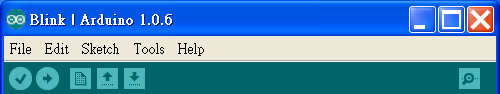 Blink | Arduino 1.0.6
File Edit Sketch Tools Help